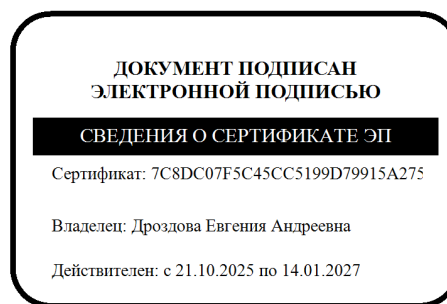 ДОКУМЕНТ ПОДПИСАН
ЭЛЕКТРОННОЙ ПОДПИСЬЮ
СВЕДЕНИЯ О СЕРТИФИКАТЕ ЭП
Сертификат: 7C8DC07F5C45CC5199D79915A275
Владелец: Дроздова Евгения Андреевна
Действителен: с 21.10.2025 по 14.01.2027